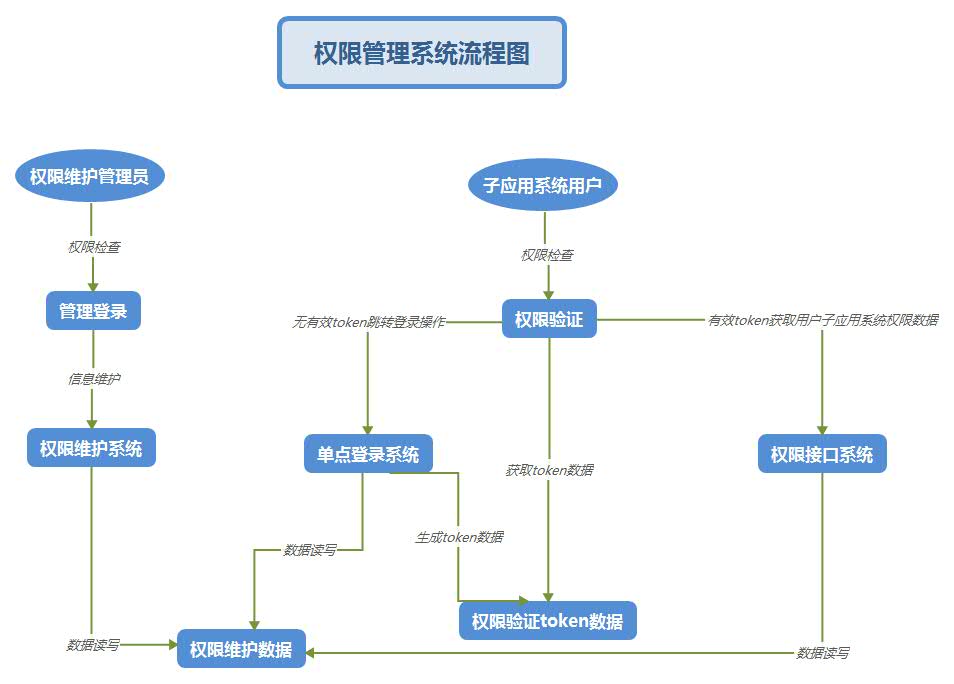 权限管理系统流程图
权限维护管理员
子应用系统用户
权限检查
权限检查
管理登录
权限验证
无有效token跳转登录操作
有效token获取用户子应用系统权限数据
信息维护
权限维护系统
单点登录系统
权限接口系统
获取token数据
生成token数据
数据读写
权限验证token数据
数据读写
权限维护数据
数据读写